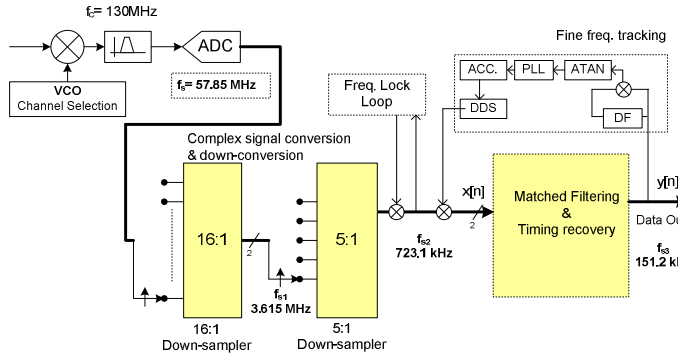 fc= 130MHz
ADC
VCO
Channel Selection
fs= 57.85 MHz
Fine freq. tracking
ACC.
PLL
ATAN
DDS
DF
Freq. Lock
Loop
Complex signal conversion
& down-conversion
16:1
2
fs1
3.615 MHz
16:1
Down-sampler
5:1
5:1
Down-sampler
fs2
723.1 kHz
x[n]
2
Matched Filtering
&
Timing recovery
y[n]
Data Ou
fs3
151.2 k